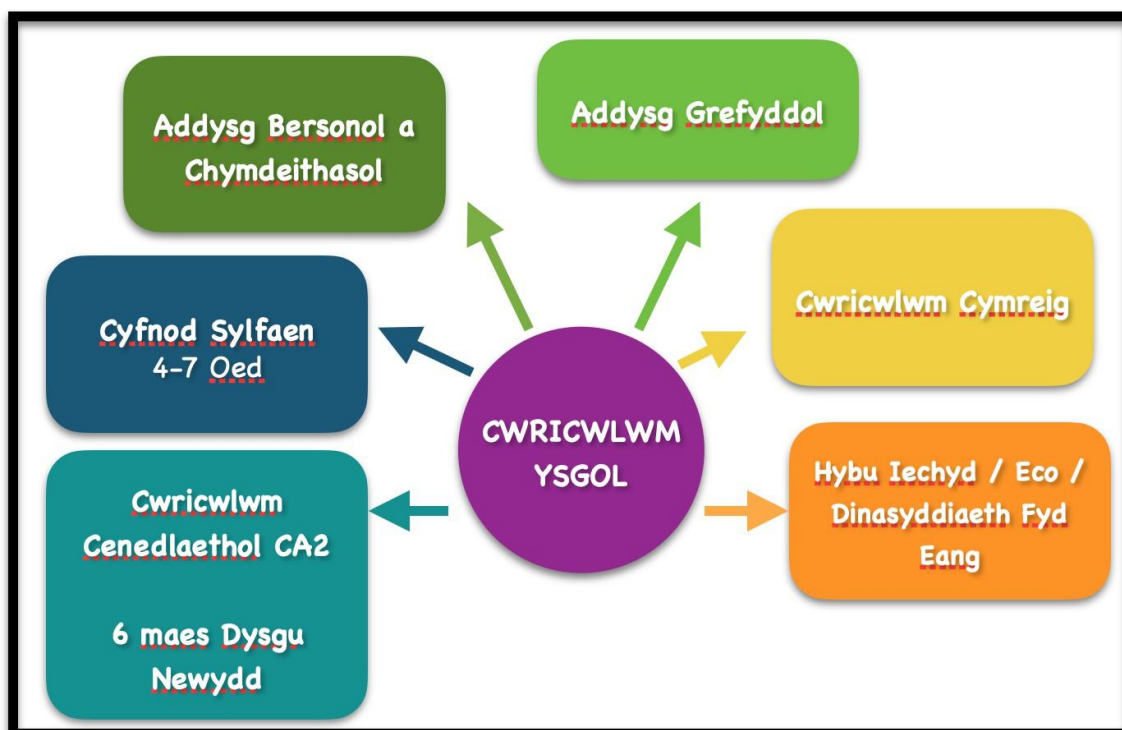 Addysg Bersonol a
Chymdeithasol
Addysg Grefyddol
Cyfnod Sylfaen
4-7 Oed
Cwricwlwm Cymreig
CWRICWLWM
YSGOL
Cwricwlwm
Cenedlaethol CA2
6 maes Dysgu
Newydd
Hybu Iechyd / Eco /
Dinasyddiaeth Fyd
Eang